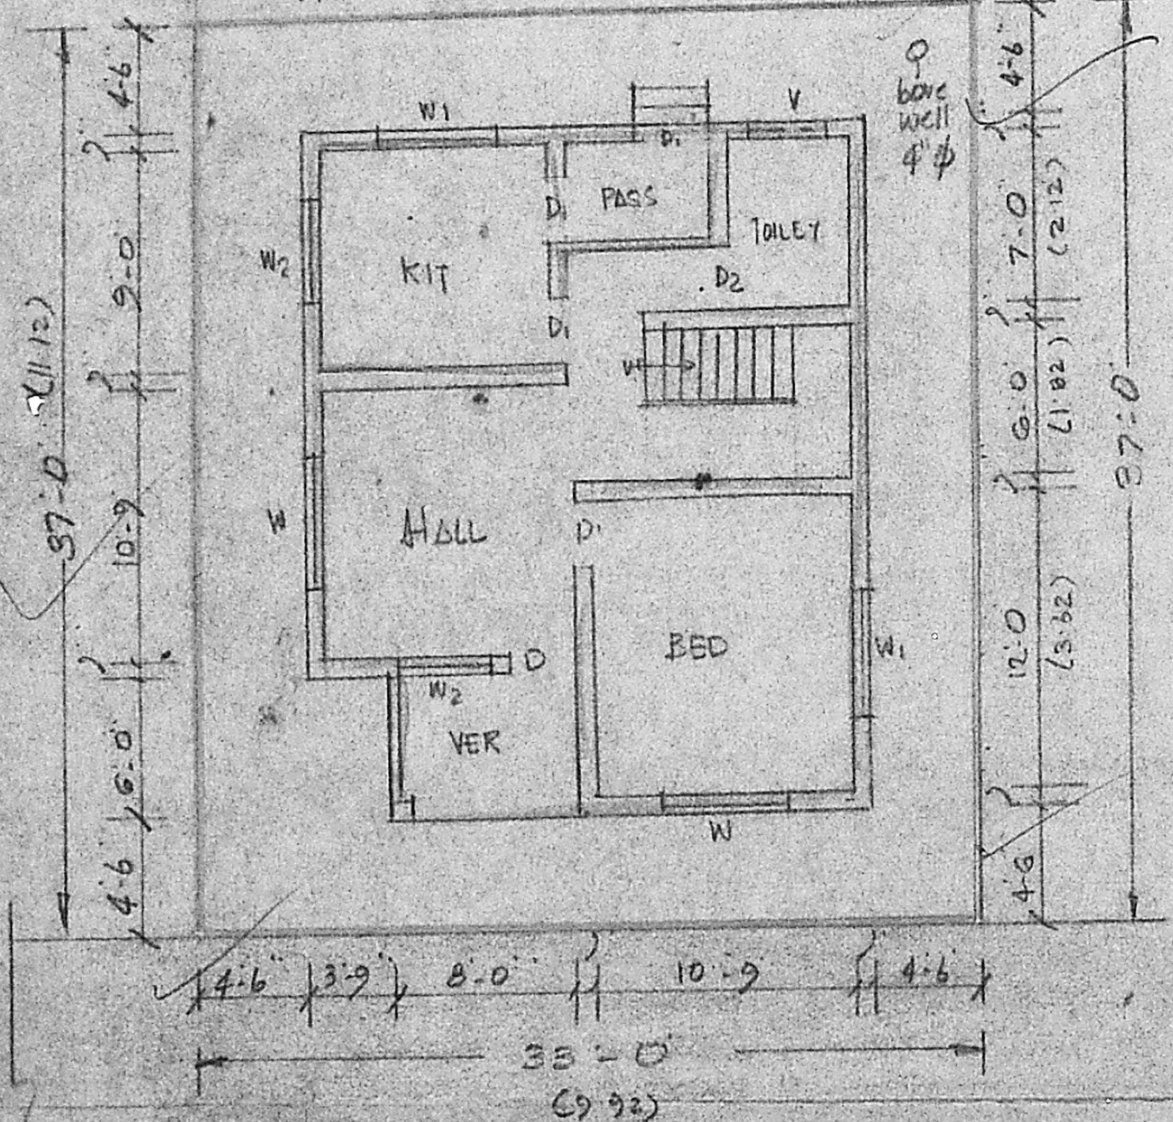 4'-6"
9'-0"
10'-9
6'-0"
4'-6
37'-0" (11.12)
W1
V
D1
bore
well
4" φ
KIT
D1
PASS
TOILEY
W2
D2
D1
HALL
W
D1
BED
W1
D
W2
VER
W
4'-6"
7'-0"
(2.12)
6'-0"
(1.82)
12'-0
(3.62)
4'-6
37'-0"
4'-6" 3'-9" 8'-0" 10'-9 4'-6
33'-0"
(9.92)